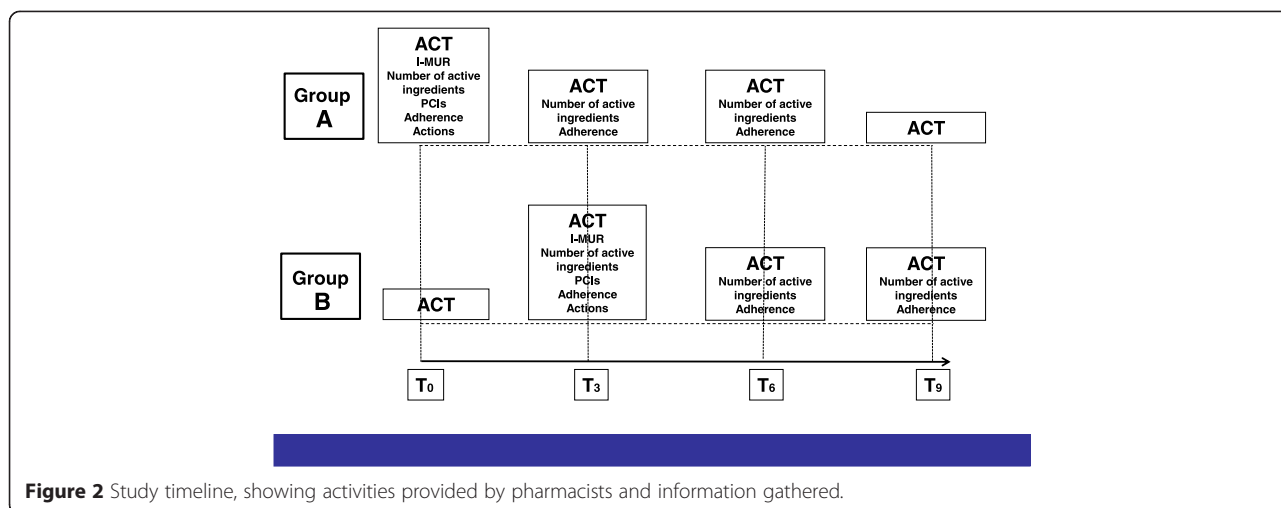 Group
A
ACT
I-MUR
Number of active
ingredients
PCIs
Adherence
Actions
ACT
Number of active
ingredients
Adherence
ACT
Number of active
ingredients
Adherence
ACT
Group
B
ACT
ACT
I-MUR
Number of active
ingredients
PCIs
Adherence
Actions
ACT
Number of active
ingredients
Adherence
ACT
Number of active
ingredients
Adherence
T0
T3
T6
T9
Figure 2 Study timeline, showing activities provided by pharmacists and information gathered.